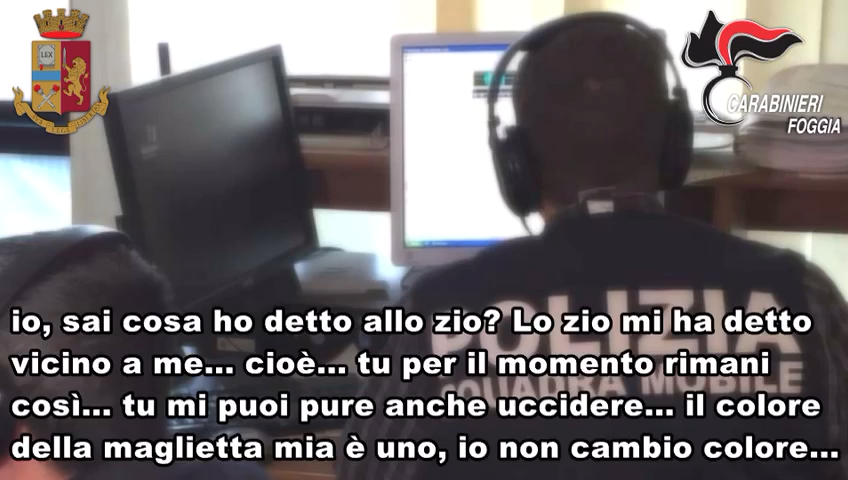 LEX
CARABINIERI
FOGGIA
POLIZIA
SQUADRA MOBILE
io, sai cosa ho detto allo zio? Lo zio mi ha detto
vicino a me... cioè... tu per il momento rimani
così... tu mi puoi pure anche uccidere... il colore
della maglietta mia è uno, io non cambio colore...